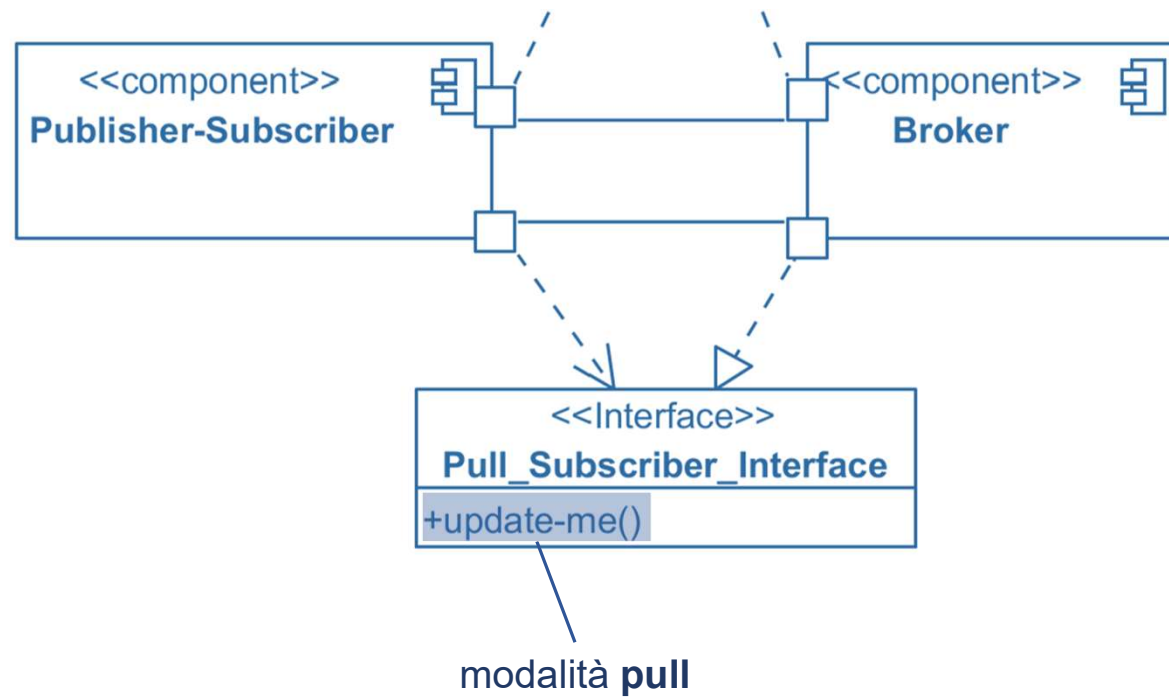 <<component>>
Publisher-Subscriber
<<component>>
Broker
<<Interface>>
Pull_Subscriber_Interface
+update-me()
modalità pull